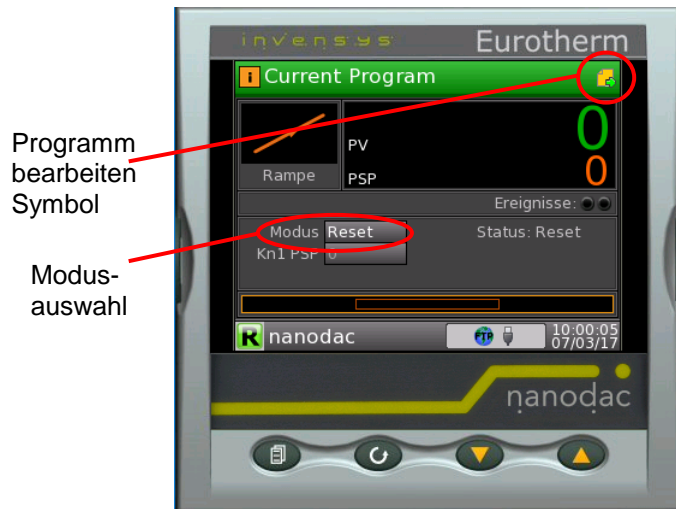 invensys
Eurotherm
i Current Program
PV 0
Rampe
PSP 0
Ereignisse:
Modus Reset
Status: Reset
Kn1 PSP 0
R nanodac
FTP
10:00:05
07/03/17
nanodac
Programm
bearbeiten
Symbol
Modus-
auswahl